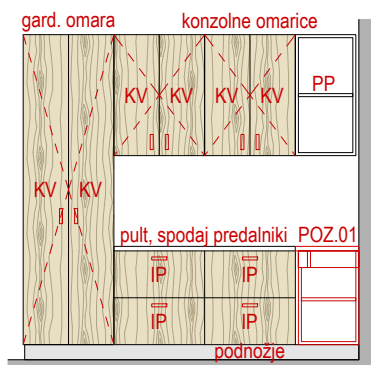 gard. omara konzolne omarice
KV KV KV KV PP
KV KV
pult, spodaj predalniki POZ.01
IP IP
IP IP
podnožje